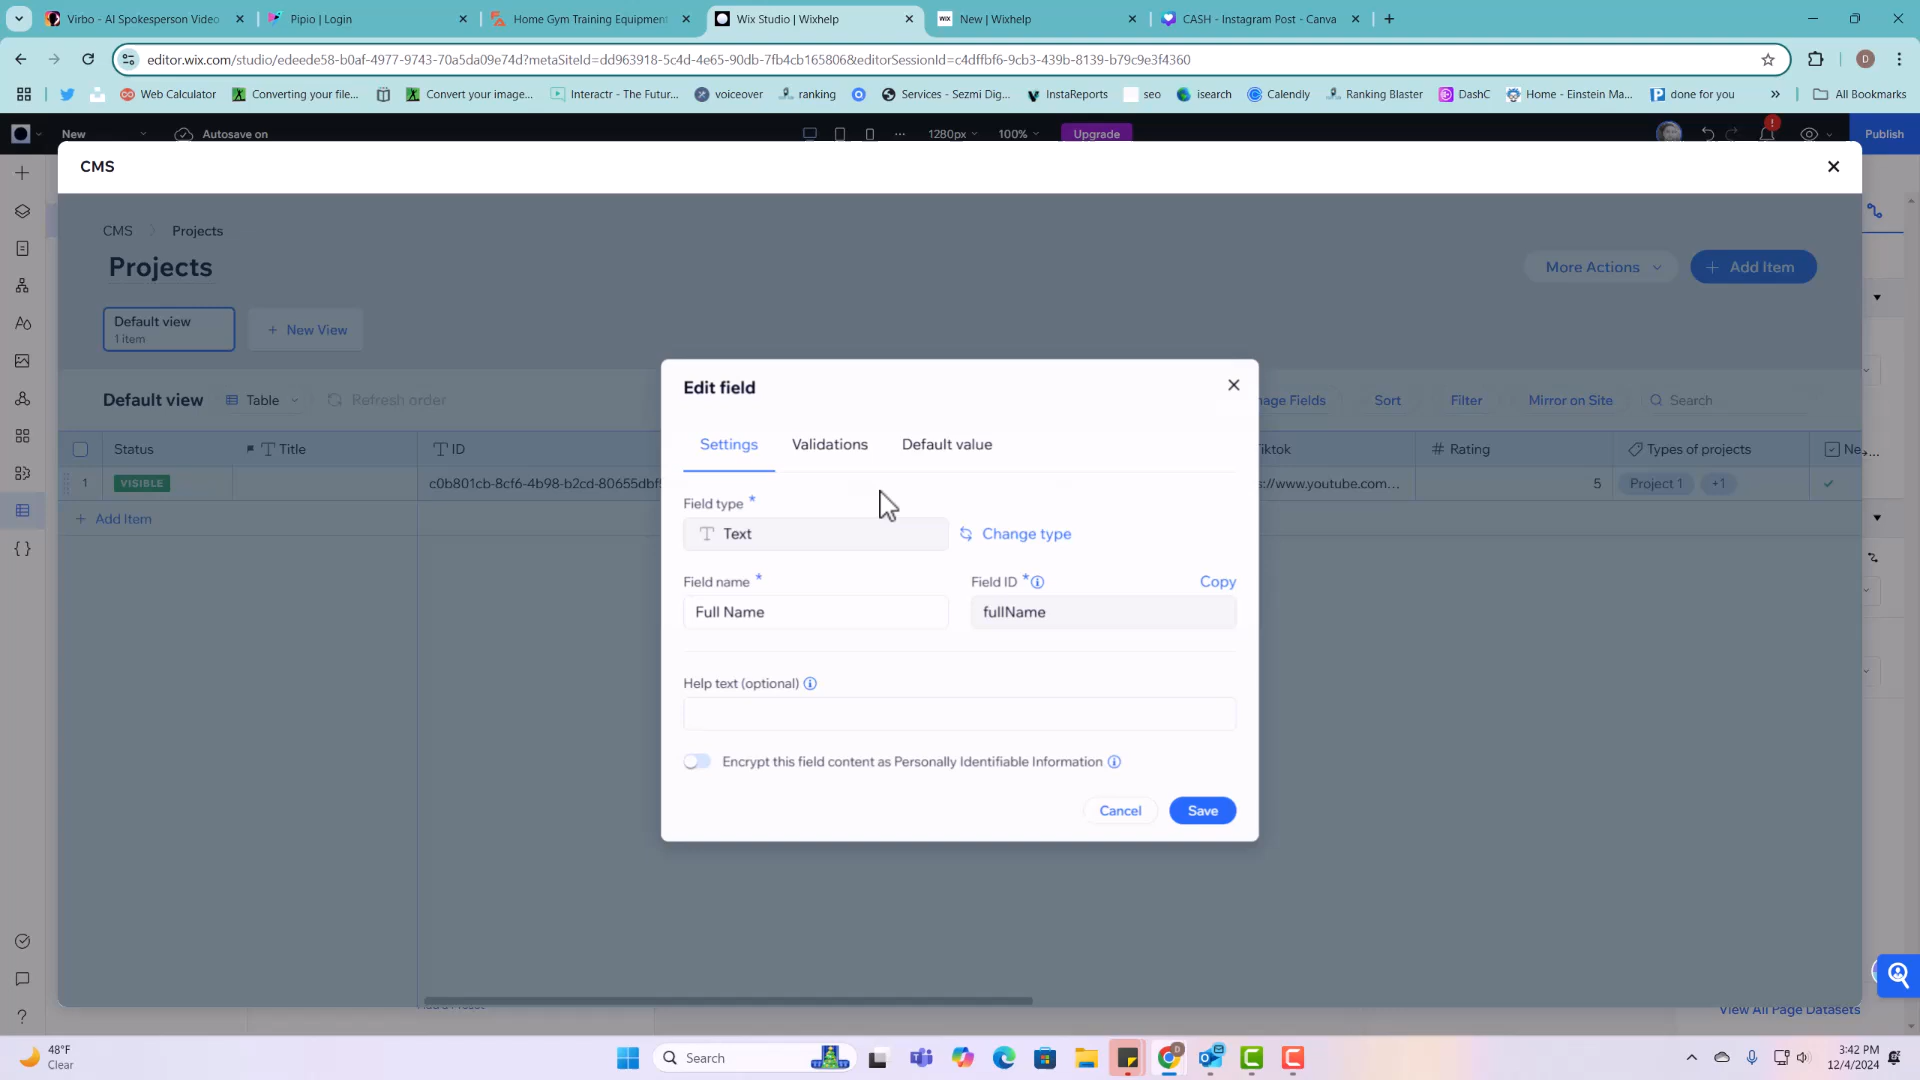 Virbo - AI Spokesperson Video
Pipio | Login
Home Gym Training Equipment
Wix Studio | Wixhelp
WIX
New | Wixhelp
CASH - Instagram Post - Canva
editor.wix.com/studio/edeede58-b0af-4977-9743-70a5da09e74d?metaSiteId=dd963918-5c4d-4e65-90db-7fb4cb165806&editorSessionId=c4dffbf6-9cb3-439b-8139-b79c9e3f4360
D
Web Calculator
Converting your file...
Convert your image...
Interactr - The Futur...
voiceover
ranking
Services - Sezmi Dig...
InstaReports
seo
isearch
Calendly
Ranking Blaster
DashC
Home - Einstein Ma...
done for you
»
All Bookmarks
New
Autosave on
1280px
100%
Upgrade
Publish
CMS
CMS
Projects
Projects
More Actions
+ Add Item
Default view
1 item
+ New View
Default view
Table
Refresh order
nage Fields
Sort
Filter
Mirror on Site
Search
Status
Title
ID
iktok
# Rating
Types of projects
Ne...
1
VISIBLE
c0b801cb-8cf6-4b98-b2cd-80655dbf
s://www.youtube.com...
5
Project 1
+1
+ Add Item
Edit field
Settings
Validations
Default value
Field type *
Text
Change type
Field name *
Field ID *
Copy
Full Name
fullName
Help text (optional)
Encrypt this field content as Personally Identifiable Information
Cancel
Save
View All Page Datasets
48°F
Clear
Search
3:42 PM
12/4/2024